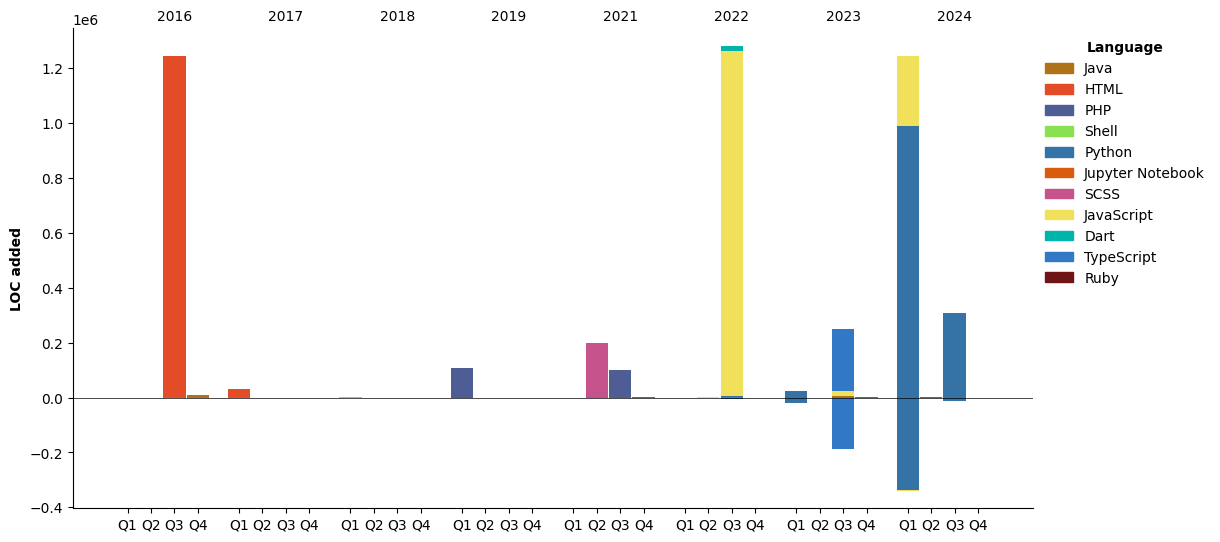 1e6
2016 2017 2018 2019 2021 2022 2023 2024
Language
Java
HTML
PHP
Shell
Python
Jupyter Notebook
SCSS
JavaScript
Dart
TypeScript
Ruby
LOC added
1.2
1.0
0.8
0.6
0.4
0.2
0.0
−0.2
−0.4
Q1 Q2 Q3 Q4 Q1 Q2 Q3 Q4 Q1 Q2 Q3 Q4 Q1 Q2 Q3 Q4 Q1 Q2 Q3 Q4 Q1 Q2 Q3 Q4 Q1 Q2 Q3 Q4 Q1 Q2 Q3 Q4